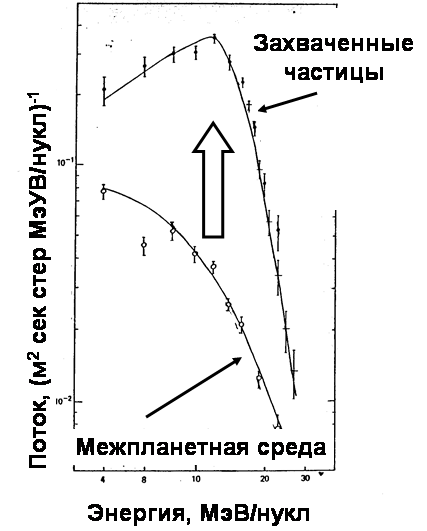 Захваченные
частицы
10⁻¹
Поток, (м² сек стер МэУВ/нукл)⁻¹
10⁻²
Межпланетная среда
4 8 10 20 30
Энергия, МэВ/нукл